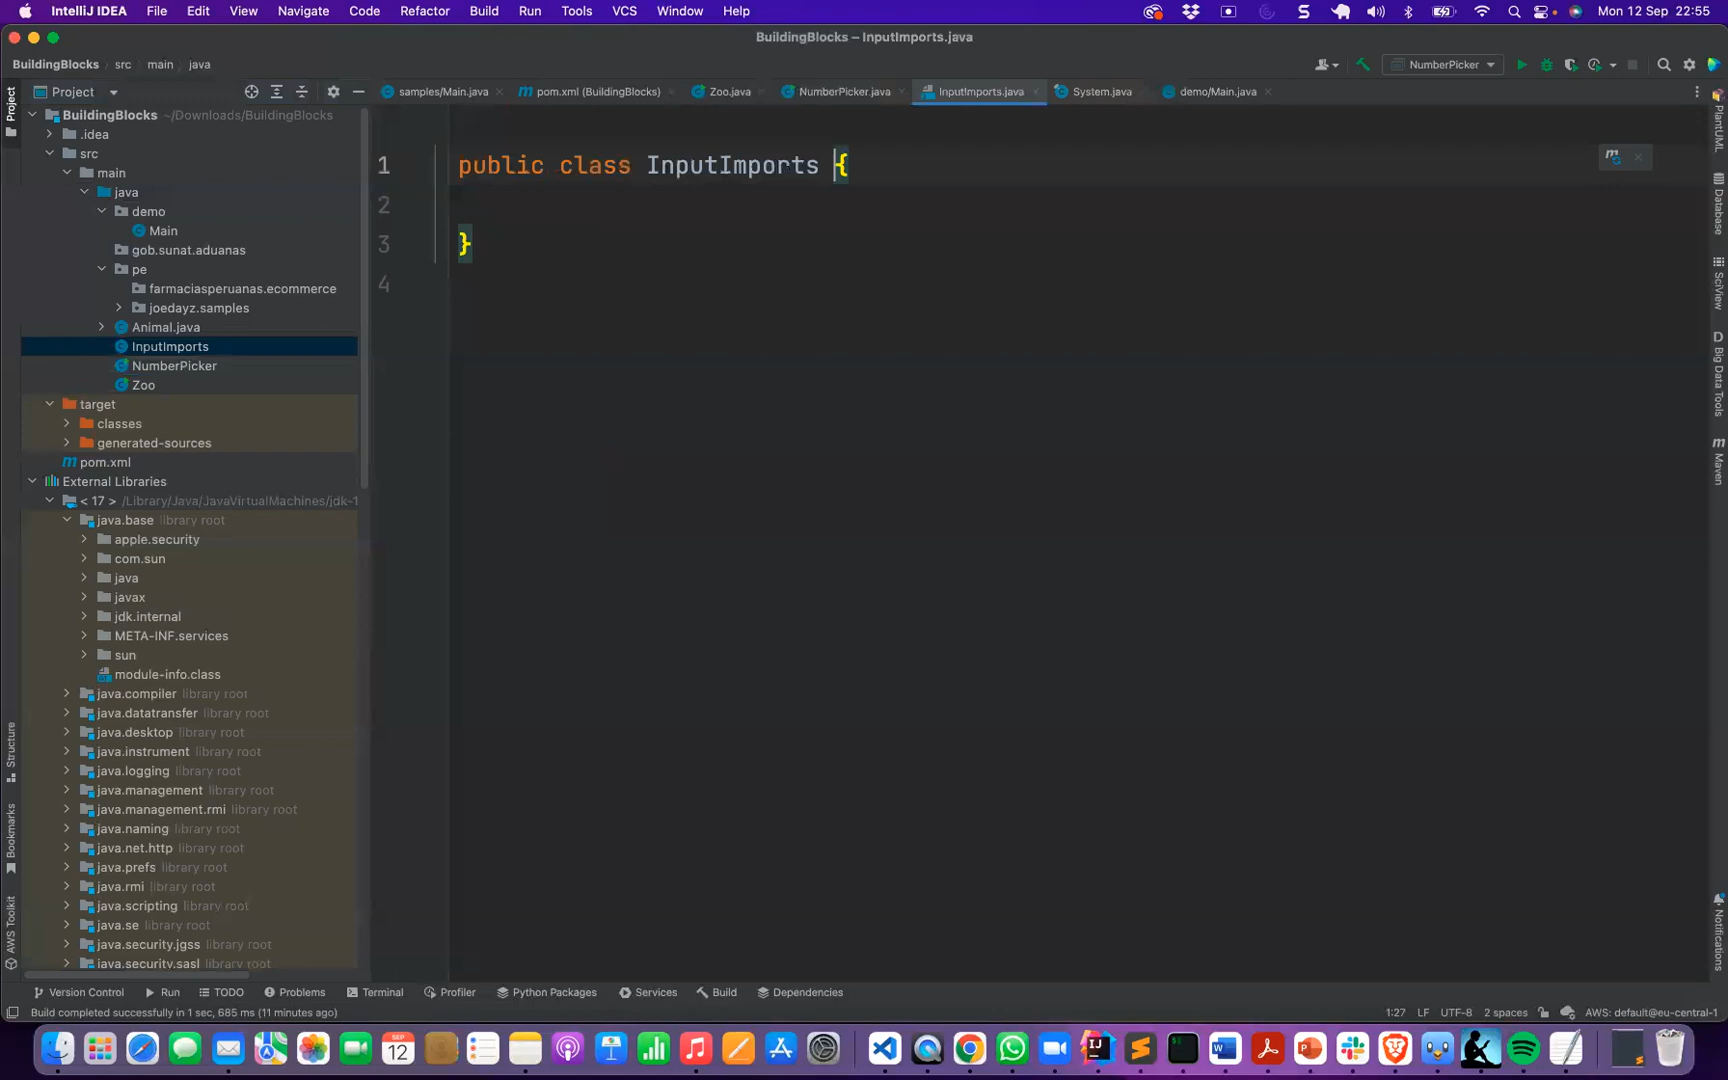 IntelliJ IDEA File Edit View Navigate Code Refactor Build Run Tools VCS Window Help Mon 12 Sep 22:55
BuildingBlocks – InputImports.java
BuildingBlocks src main java NumberPicker
Project samples/Main.java pom.xml (BuildingBlocks) Zoo.java NumberPicker.java InputImports.java System.java demo/Main.java
Project
BuildingBlocks ~/Downloads/BuildingBlocks
.idea
src
main
java
demo
Main
gob.sunat.aduanas
pe
farmaciasperuanas.ecommerce
joedayz.samples
Animal.java
InputImports
NumberPicker
Zoo
target
classes
generated-sources
pom.xml
External Libraries
< 17 > /Library/Java/JavaVirtualMachines/jdk-1
java.base library root
apple.security
com.sun
java
javax
jdk.internal
META-INF.services
sun
module-info.class
java.compiler library root
java.datatransfer library root
java.desktop library root
java.instrument library root
java.logging library root
java.management library root
java.management.rmi library root
java.naming library root
java.net.http library root
java.prefs library root
java.rmi library root
java.scripting library root
java.se library root
java.security.jgss library root
java.security.sasl library root
1 public class InputImports {
2
3 }
4
PlantUML
Database
SciView
Big Data Tools
Maven
Notifications
Structure
Bookmarks
AWS Toolkit
Version Control Run TODO Problems Terminal Profiler Python Packages Services Build Dependencies
Build completed successfully in 1 sec, 685 ms (11 minutes ago) 1:27 LF UTF-8 2 spaces AWS: default@eu-central-1
SEP
12